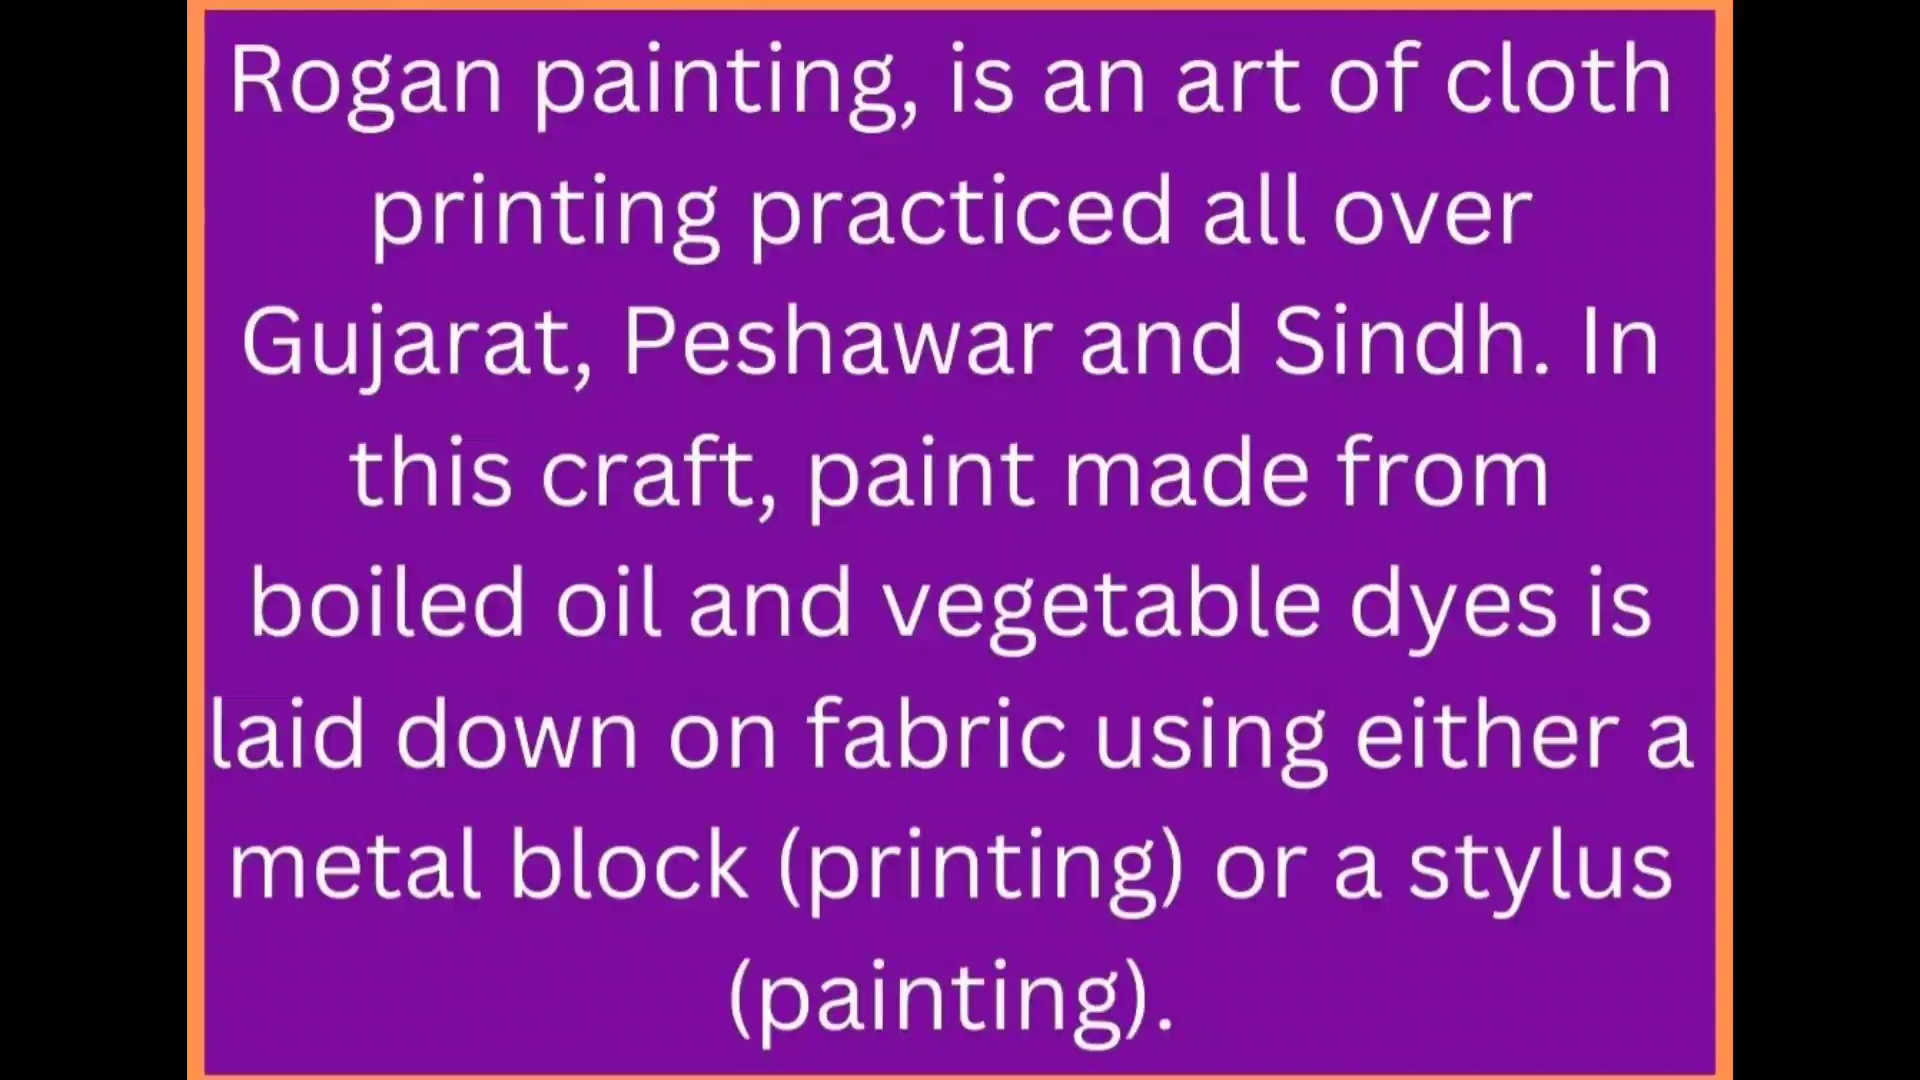 Rogan painting, is an art of cloth
printing practiced all over
Gujarat, Peshawar and Sindh. In
this craft, paint made from
boiled oil and vegetable dyes is
laid down on fabric using either a
metal block (printing) or a stylus
(painting).